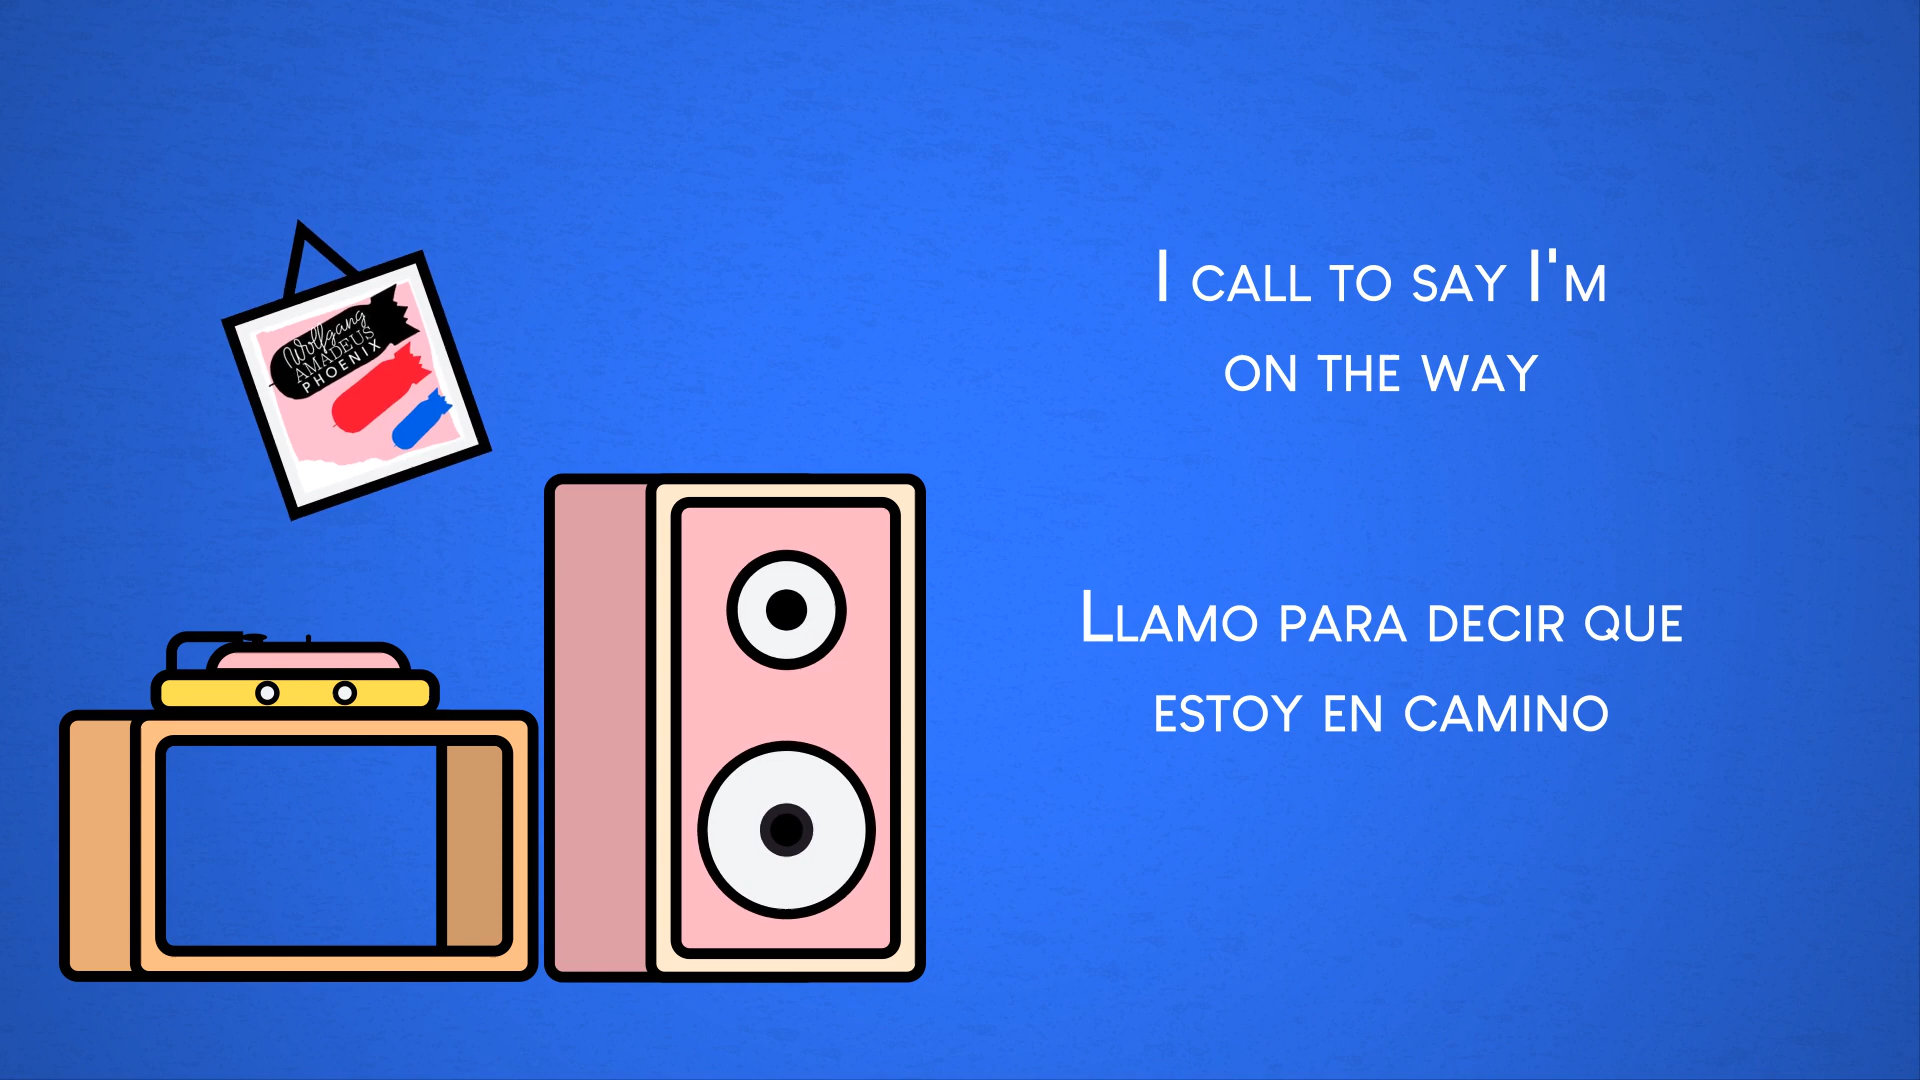 Wolfgang
AMADEUS
PHOENIX
I CALL TO SAY I'M
ON THE WAY
LLAMO PARA DECIR QUE
ESTOY EN CAMINO